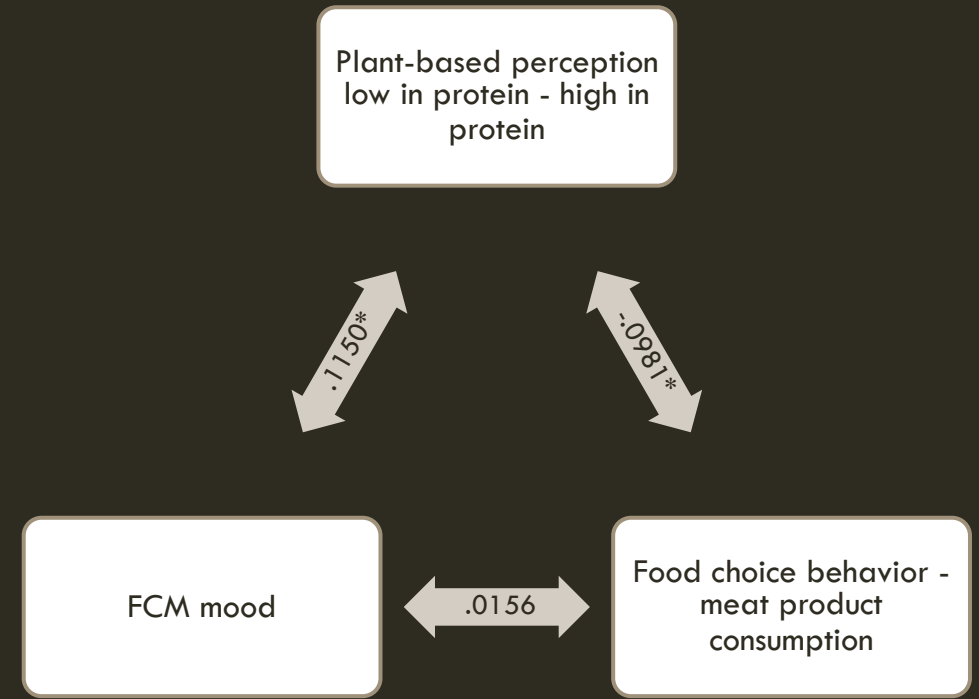 Plant-based perception
low in protein - high in
protein
.1150*
-.0981*
FCM mood
.0156
Food choice behavior -
meat product
consumption